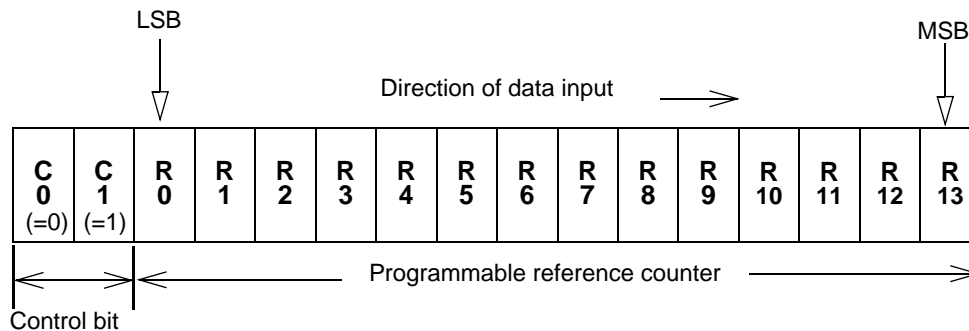 LSB
MSB
Direction of data input
C 0 (=0)
C 1 (=1)
R 0
R 1
R 2
R 3
R 4
R 5
R 6
R 7
R 8
R 9
R 10
R 11
R 12
R 13
Programmable reference counter
Control bit